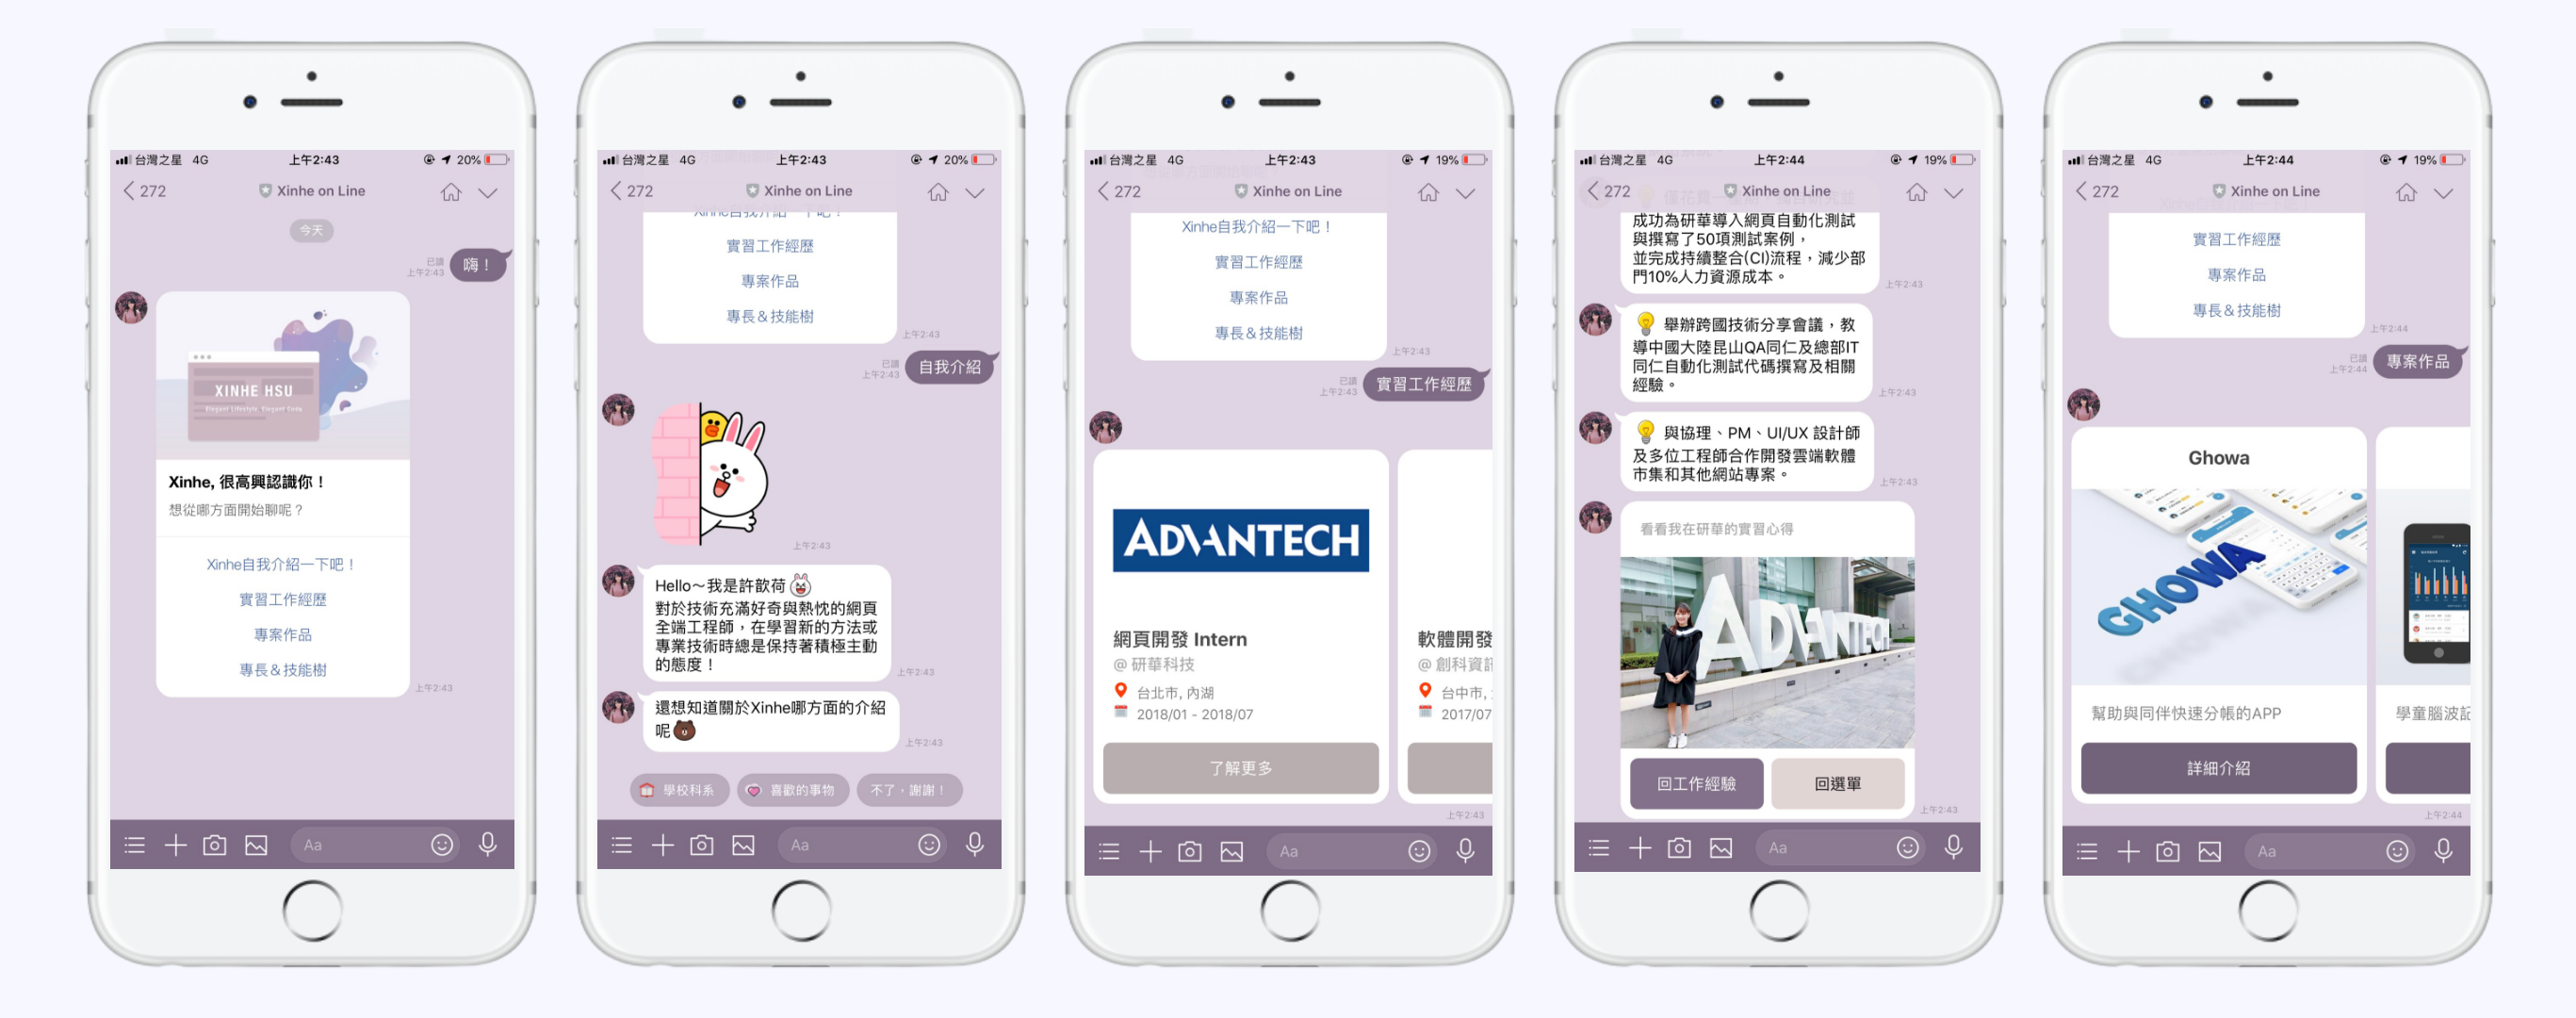 台灣之星 4G 上午2:43 20%
272 Xinhe on Line
今天
已讀
上午2:43
嗨！
XINHE HSU
Elegant Lifestyle, Elegant Code
Xinhe, 很高興認識你！
想從哪方面開始聊呢？
Xinhe自我介紹一下吧！
實習工作經歷
專案作品
專長＆技能樹
上午2:43
Aa
台灣之星 4G 上午2:43 20%
272 Xinhe on Line
Xinhe自我介紹一下吧！
實習工作經歷
專案作品
專長＆技能樹
上午2:43
已讀
上午2:43
自我介紹
上午2:43
Hello～我是許歆荷
對於技術充滿好奇與熱忱的網頁
全端工程師，在學習新的方法或
專業技術時總是保持著積極主動
的態度！
上午2:43
還想知道關於Xinhe哪方面的介紹
呢
上午2:43
學校科系
喜歡的事物
不了，謝謝！
Aa
台灣之星 4G 上午2:43 19%
272 Xinhe on Line
Xinhe自我介紹一下吧！
實習工作經歷
專案作品
專長＆技能樹
上午2:43
已讀
上午2:43
實習工作經歷
ADVANTECH
網頁開發 Intern
@ 研華科技
台北市, 內湖
2018/01 - 2018/07
了解更多
軟體開發
@ 創科資訊
台中市,
2017/07
上午2:43
Aa
台灣之星 4G 上午2:44 19%
272 Xinhe on Line
成功為研華導入網頁自動化測試
與撰寫了50項測試案例，
並完成持續整合(CI)流程，減少部
門10%人力資源成本。
上午2:43
舉辦跨國技術分享會議，教
導中國大陸昆山QA同仁及總部IT
同仁自動化測試代碼撰寫及相關
經驗。
上午2:43
與協理、PM、UI/UX 設計師
及多位工程師合作開發雲端軟體
市集和其他網站專案。
上午2:43
看看我在研華的實習心得
ADVANTECH
回工作經驗
回選單
上午2:43
Aa
台灣之星 4G 上午2:44 19%
272 Xinhe on Line
實習工作經歷
專案作品
專長＆技能樹
上午2:44
已讀
上午2:44
專案作品
Ghowa
GHOWA
幫助與同伴快速分帳的APP
詳細介紹
學童腦波記
上午2:44
Aa